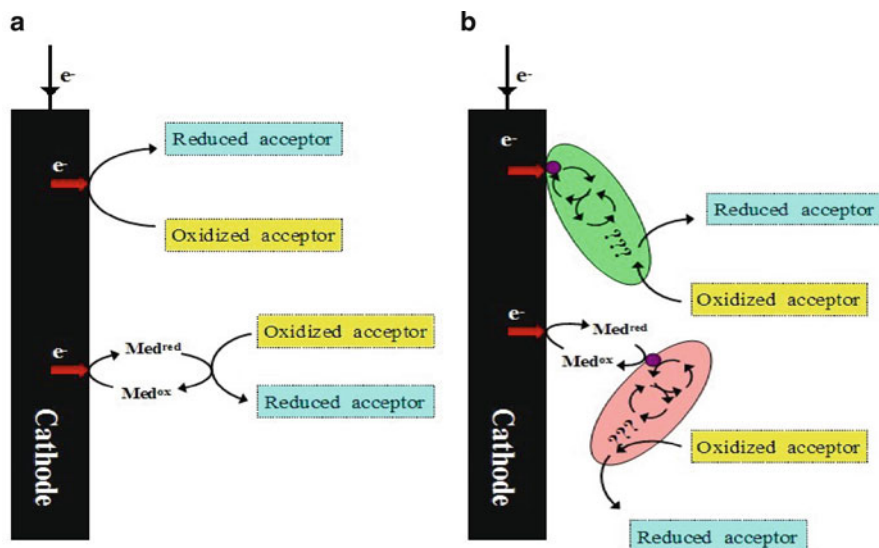 a
e-
e-
Reduced acceptor
Oxidized acceptor
e-
Medred
Medox
Oxidized acceptor
Reduced acceptor
Cathode
b
e-
e-
???
Reduced acceptor
Oxidized acceptor
e-
Medred
Medox
???
Oxidized acceptor
Reduced acceptor
Cathode